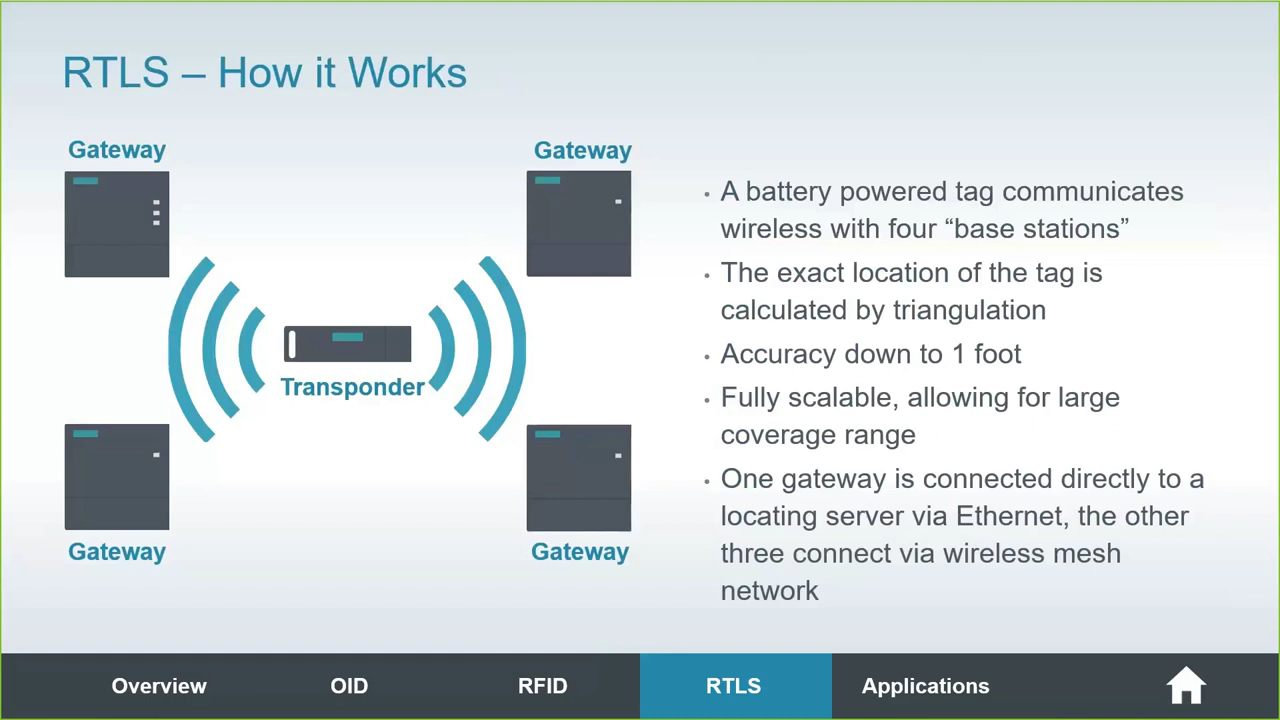 RTLS – How it Works
Gateway
Gateway
Transponder
Gateway
Gateway
• A battery powered tag communicates
wireless with four “base stations”
• The exact location of the tag is
calculated by triangulation
• Accuracy down to 1 foot
• Fully scalable, allowing for large
coverage range
• One gateway is connected directly to a
locating server via Ethernet, the other
three connect via wireless mesh
network
Overview
OID
RFID
RTLS
Applications